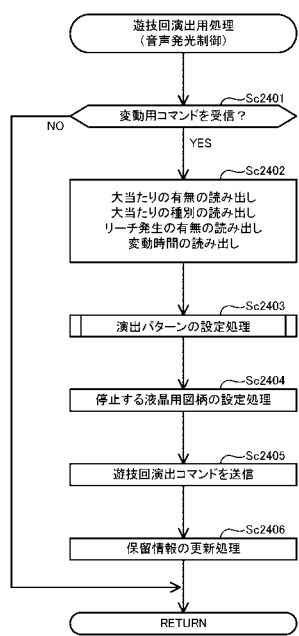 遊技回演出用処理
(音声発光制御)
Sc2401
変動用コマンドを受信？
NO
YES
Sc2402
大当たりの有無の読み出し
大当たりの種別の読み出し
リーチ発生の有無の読み出し
変動時間の読み出し
Sc2403
演出パターンの設定処理
Sc2404
停止する液晶用図柄の設定処理
Sc2405
遊技回演出コマンドを送信
Sc2406
保留情報の更新処理
RETURN